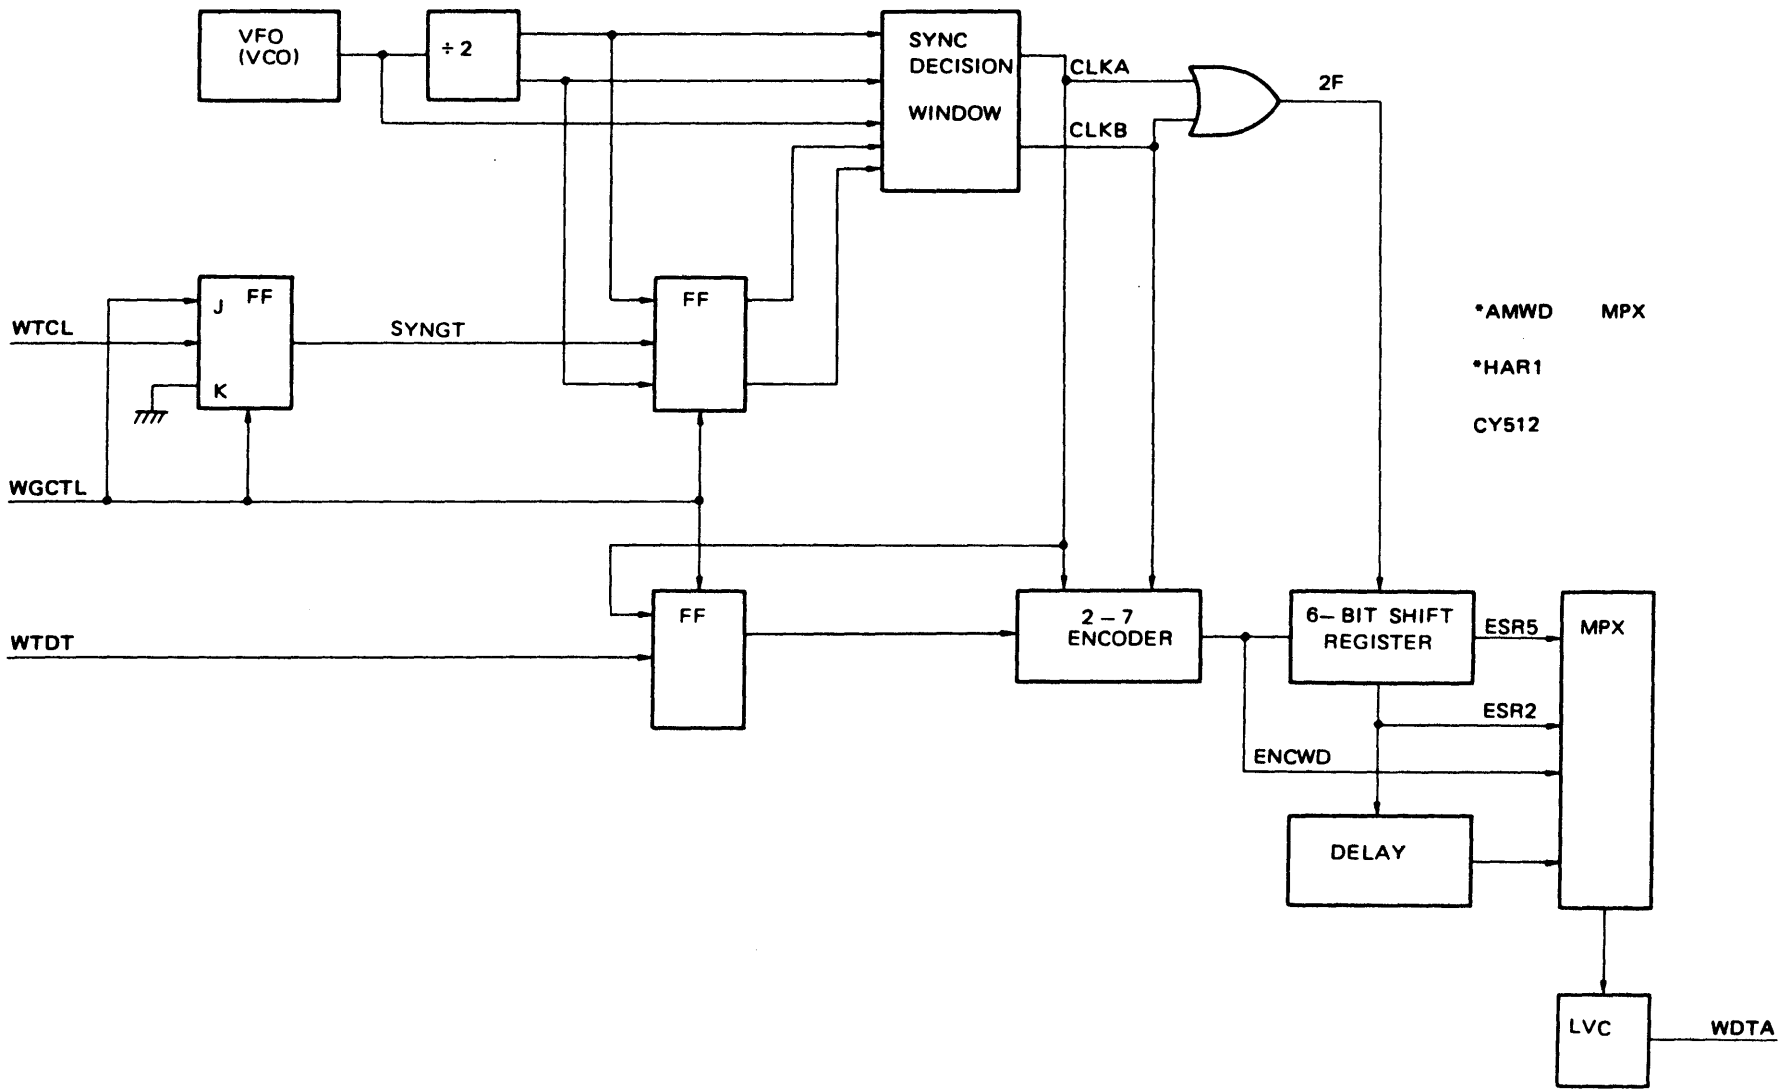 VFO
(VCO)
÷ 2
SYNC
DECISION
WINDOW
CLKA
CLKB
2F
J FF
K
WTCL
SYNGT
FF
*AMWD MPX
*HAR1
CY512
WGCTL
WTDT
FF
2–7
ENCODER
6–BIT SHIFT
REGISTER
ESR5
MPX
ESR2
ENCWD
DELAY
LVC
WDTA